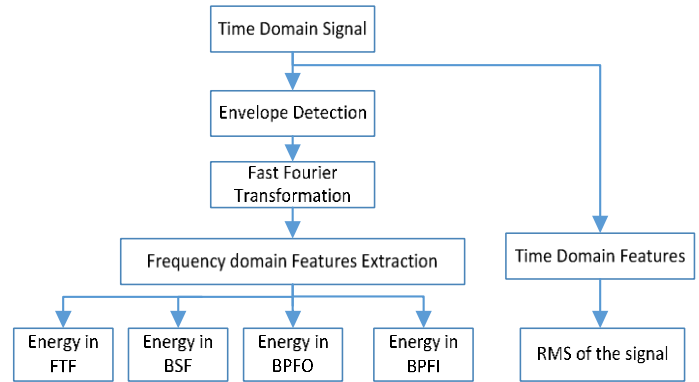 Time Domain Signal
Envelope Detection
Fast Fourier
Transformation
Frequency domain Features Extraction
Time Domain Features
Energy in
FTF
Energy in
BSF
Energy in
BPFO
Energy in
BPFI
RMS of the signal